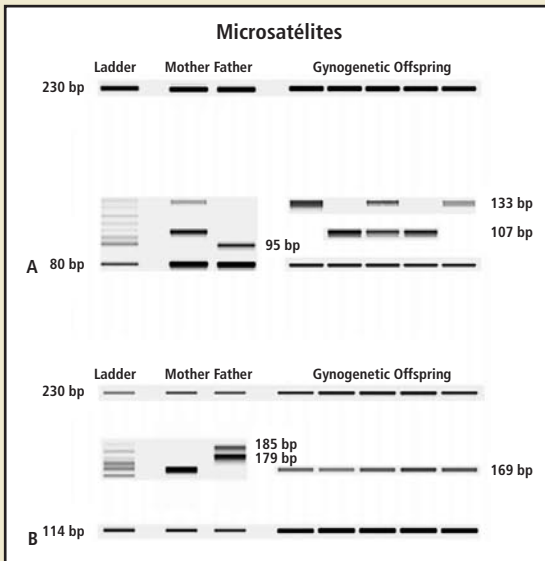 Microsatélites
Ladder Mother Father Gynogenetic Offspring
230 bp
133 bp
107 bp
95 bp
A 80 bp
Ladder Mother Father Gynogenetic Offspring
230 bp
185 bp
179 bp
169 bp
B 114 bp